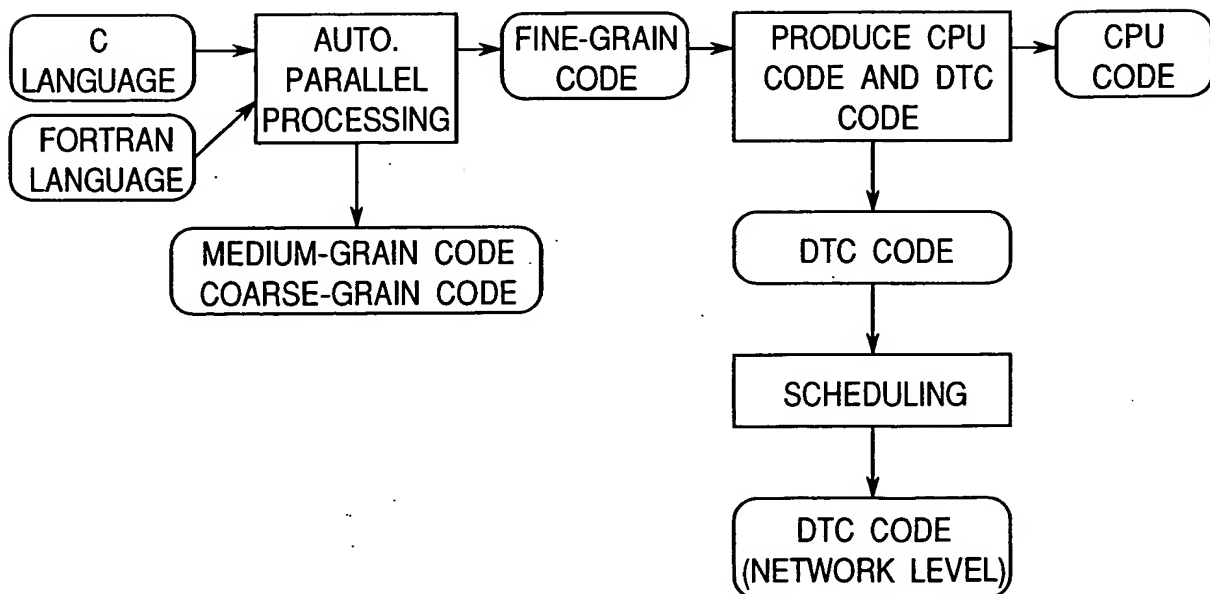 C
LANGUAGE
FORTRAN
LANGUAGE
AUTO.
PARALLEL
PROCESSING
MEDIUM-GRAIN CODE
COARSE-GRAIN CODE
FINE-GRAIN
CODE
PRODUCE CPU
CODE AND DTC
CODE
CPU
CODE
DTC CODE
SCHEDULING
DTC CODE
(NETWORK LEVEL)